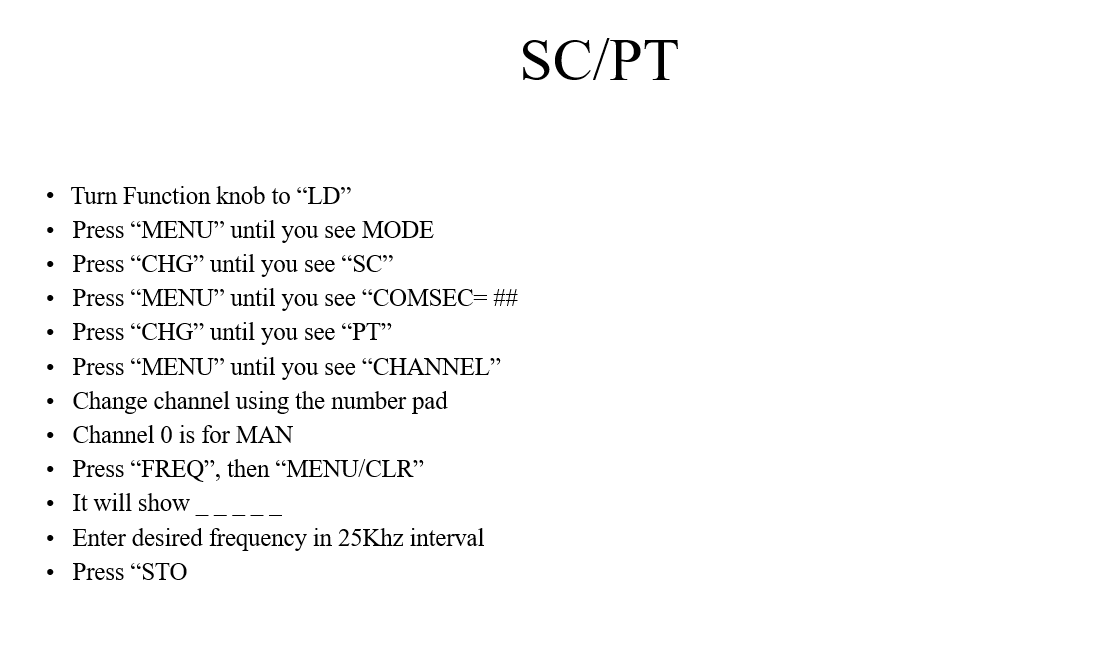 SC/PT
• Turn Function knob to “LD”
• Press “MENU” until you see MODE
• Press “CHG” until you see “SC”
• Press “MENU” until you see “COMSEC= ##
• Press “CHG” until you see “PT”
• Press “MENU” until you see “CHANNEL”
• Change channel using the number pad
• Channel 0 is for MAN
• Press “FREQ”, then “MENU/CLR”
• It will show _ _ _ _ _
• Enter desired frequency in 25Khz interval
• Press “STO